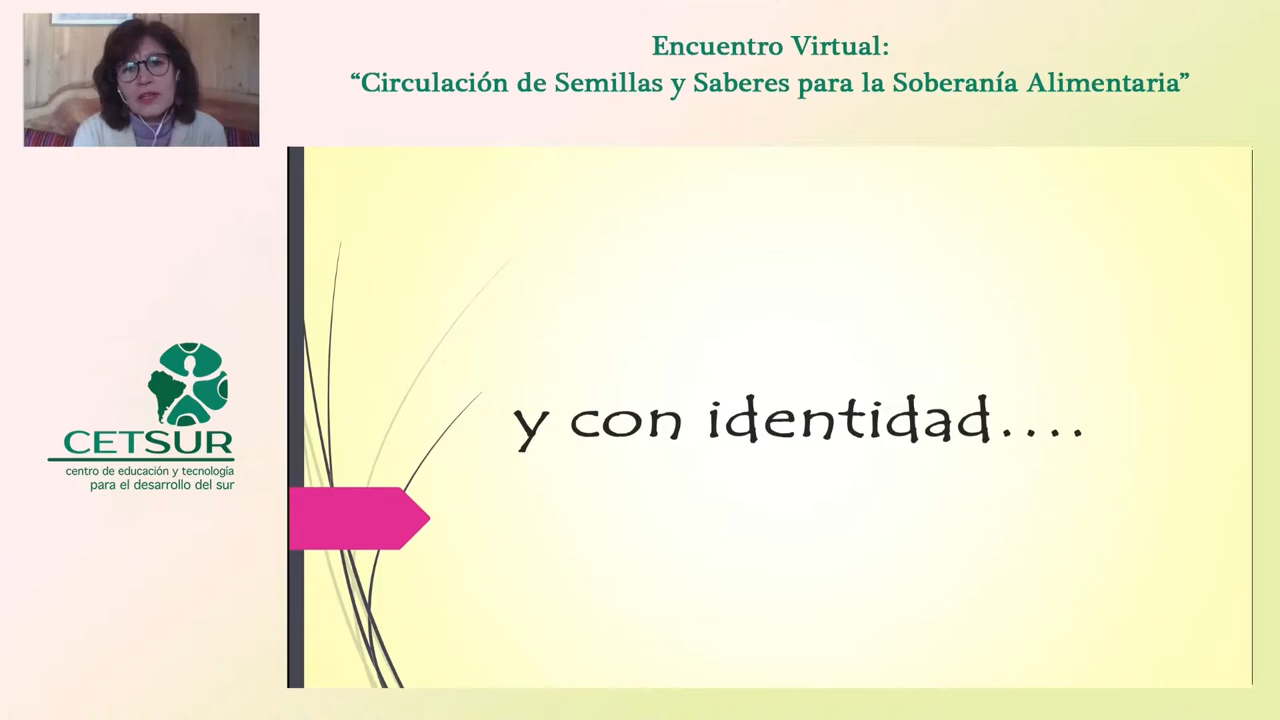 Encuentro Virtual:
“Circulación de Semillas y Saberes para la Soberanía Alimentaria”
y con identidad....
CETSUR
centro de educación y tecnología
para el desarrollo del sur